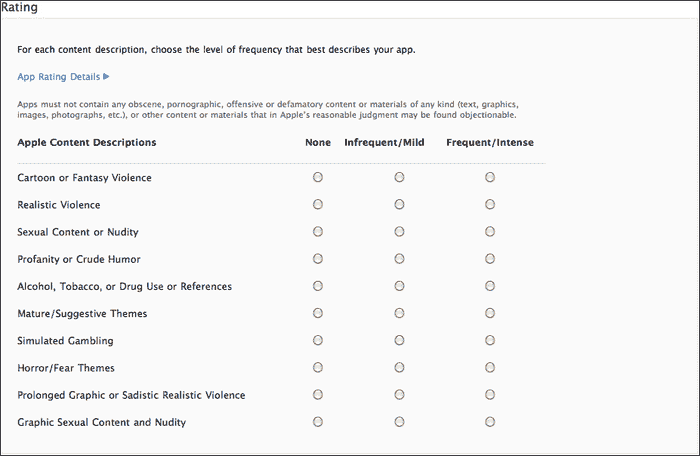 Rating
For each content description, choose the level of frequency that best describes your app.
App Rating Details
Apps must not contain any obscene, pornographic, offensive or defamatory content or materials of any kind (text, graphics,
images, photographs, etc.), or other content or materials that in Apple's reasonable judgment may be found objectionable.
Apple Content Descriptions None Infrequent/Mild Frequent/Intense
Cartoon or Fantasy Violence
Realistic Violence
Sexual Content or Nudity
Profanity or Crude Humor
Alcohol, Tobacco, or Drug Use or References
Mature/Suggestive Themes
Simulated Gambling
Horror/Fear Themes
Prolonged Graphic or Sadistic Realistic Violence
Graphic Sexual Content and Nudity